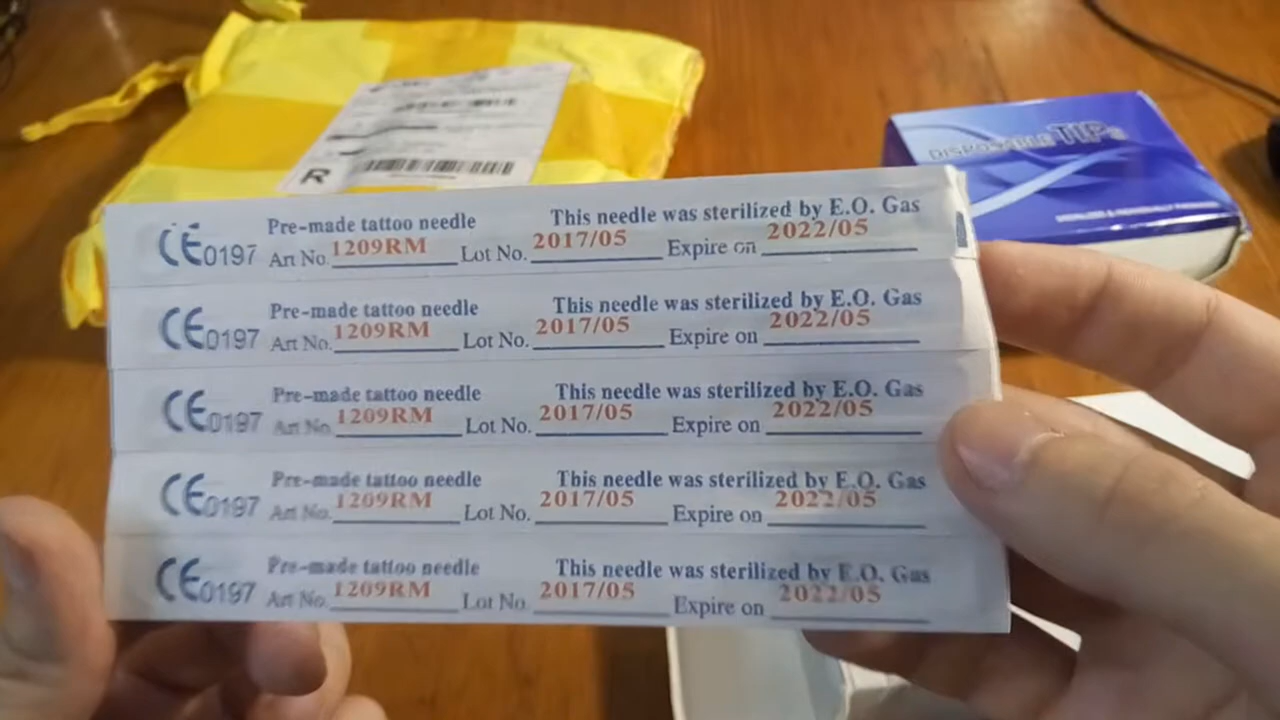 R
DISPOSABLE TIPs
CE0197 Pre-made tattoo needle This needle was sterilized by E.O. Gas
Art No. 1209RM Lot No. 2017/05 Expire on 2022/05
CE0197 Pre-made tattoo needle This needle was sterilized by E.O. Gas
Art No. 1209RM Lot No. 2017/05 Expire on 2022/05
CE0197 Pre-made tattoo needle This needle was sterilized by E.O. Gas
Art No. 1209RM Lot No. 2017/05 Expire on 2022/05
CE0197 Pre-made tattoo needle This needle was sterilized by E.O. Gas
Art No. 1209RM Lot No. 2017/05 Expire on 2022/05
CE0197 Pre-made tattoo needle This needle was sterilized by E.O. Gas
Art No. 1209RM Lot No. 2017/05 Expire on 2022/05